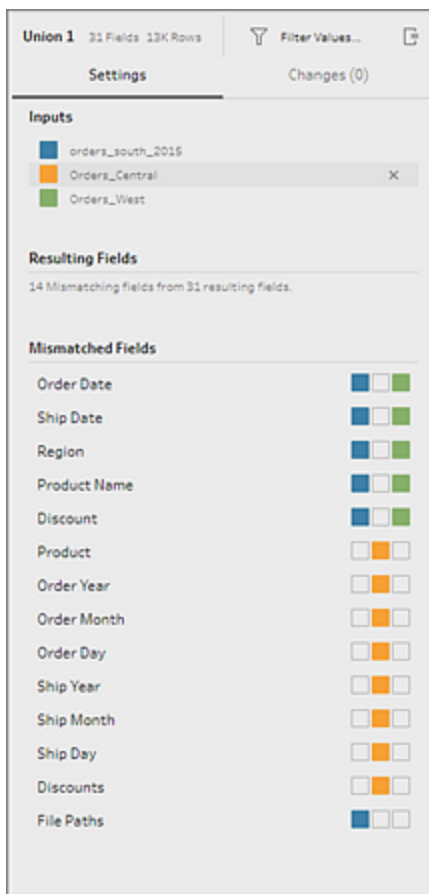 Union 1 31 Fields 13K Rows Filter Values...
Settings Changes (0)
Inputs
orders_south_2015
Orders_Central
Orders_West
Resulting Fields
14 Mismatching fields from 31 resulting fields.
Mismatched Fields
Order Date
Ship Date
Region
Product Name
Discount
Product
Order Year
Order Month
Order Day
Ship Year
Ship Month
Ship Day
Discounts
File Paths